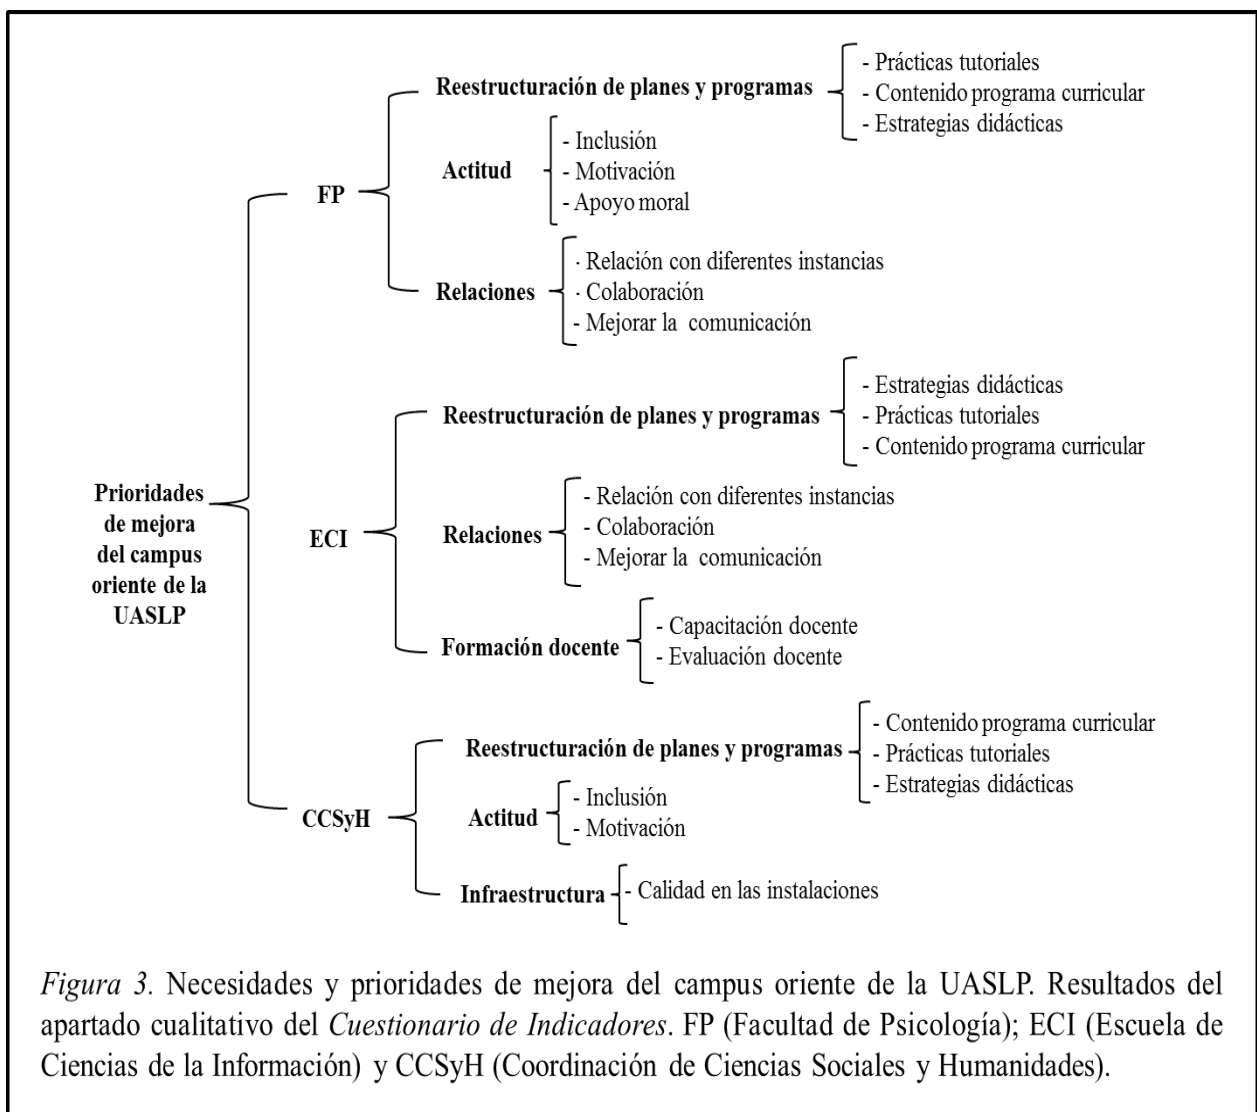 Prioridades
de mejora
del campus
oriente de la
UASLP
FP
Reestructuración de planes y programas
- Prácticas tutoriales
- Contenido programa curricular
- Estrategias didácticas
Actitud
- Inclusión
- Motivación
- Apoyo moral
Relaciones
- Relación con diferentes instancias
- Colaboración
- Mejorar la comunicación
ECI
Reestructuración de planes y programas
- Estrategias didácticas
- Prácticas tutoriales
- Contenido programa curricular
Relaciones
- Relación con diferentes instancias
- Colaboración
- Mejorar la comunicación
Formación docente
- Capacitación docente
- Evaluación docente
CCSyH
Reestructuración de planes y programas
- Contenido programa curricular
- Prácticas tutoriales
- Estrategias didácticas
Actitud
- Inclusión
- Motivación
Infraestructura
- Calidad en las instalaciones
Figura 3. Necesidades y prioridades de mejora del campus oriente de la UASLP. Resultados del
apartado cualitativo del Cuestionario de Indicadores. FP (Facultad de Psicología); ECI (Escuela de
Ciencias de la Información) y CCSyH (Coordinación de Ciencias Sociales y Humanidades).